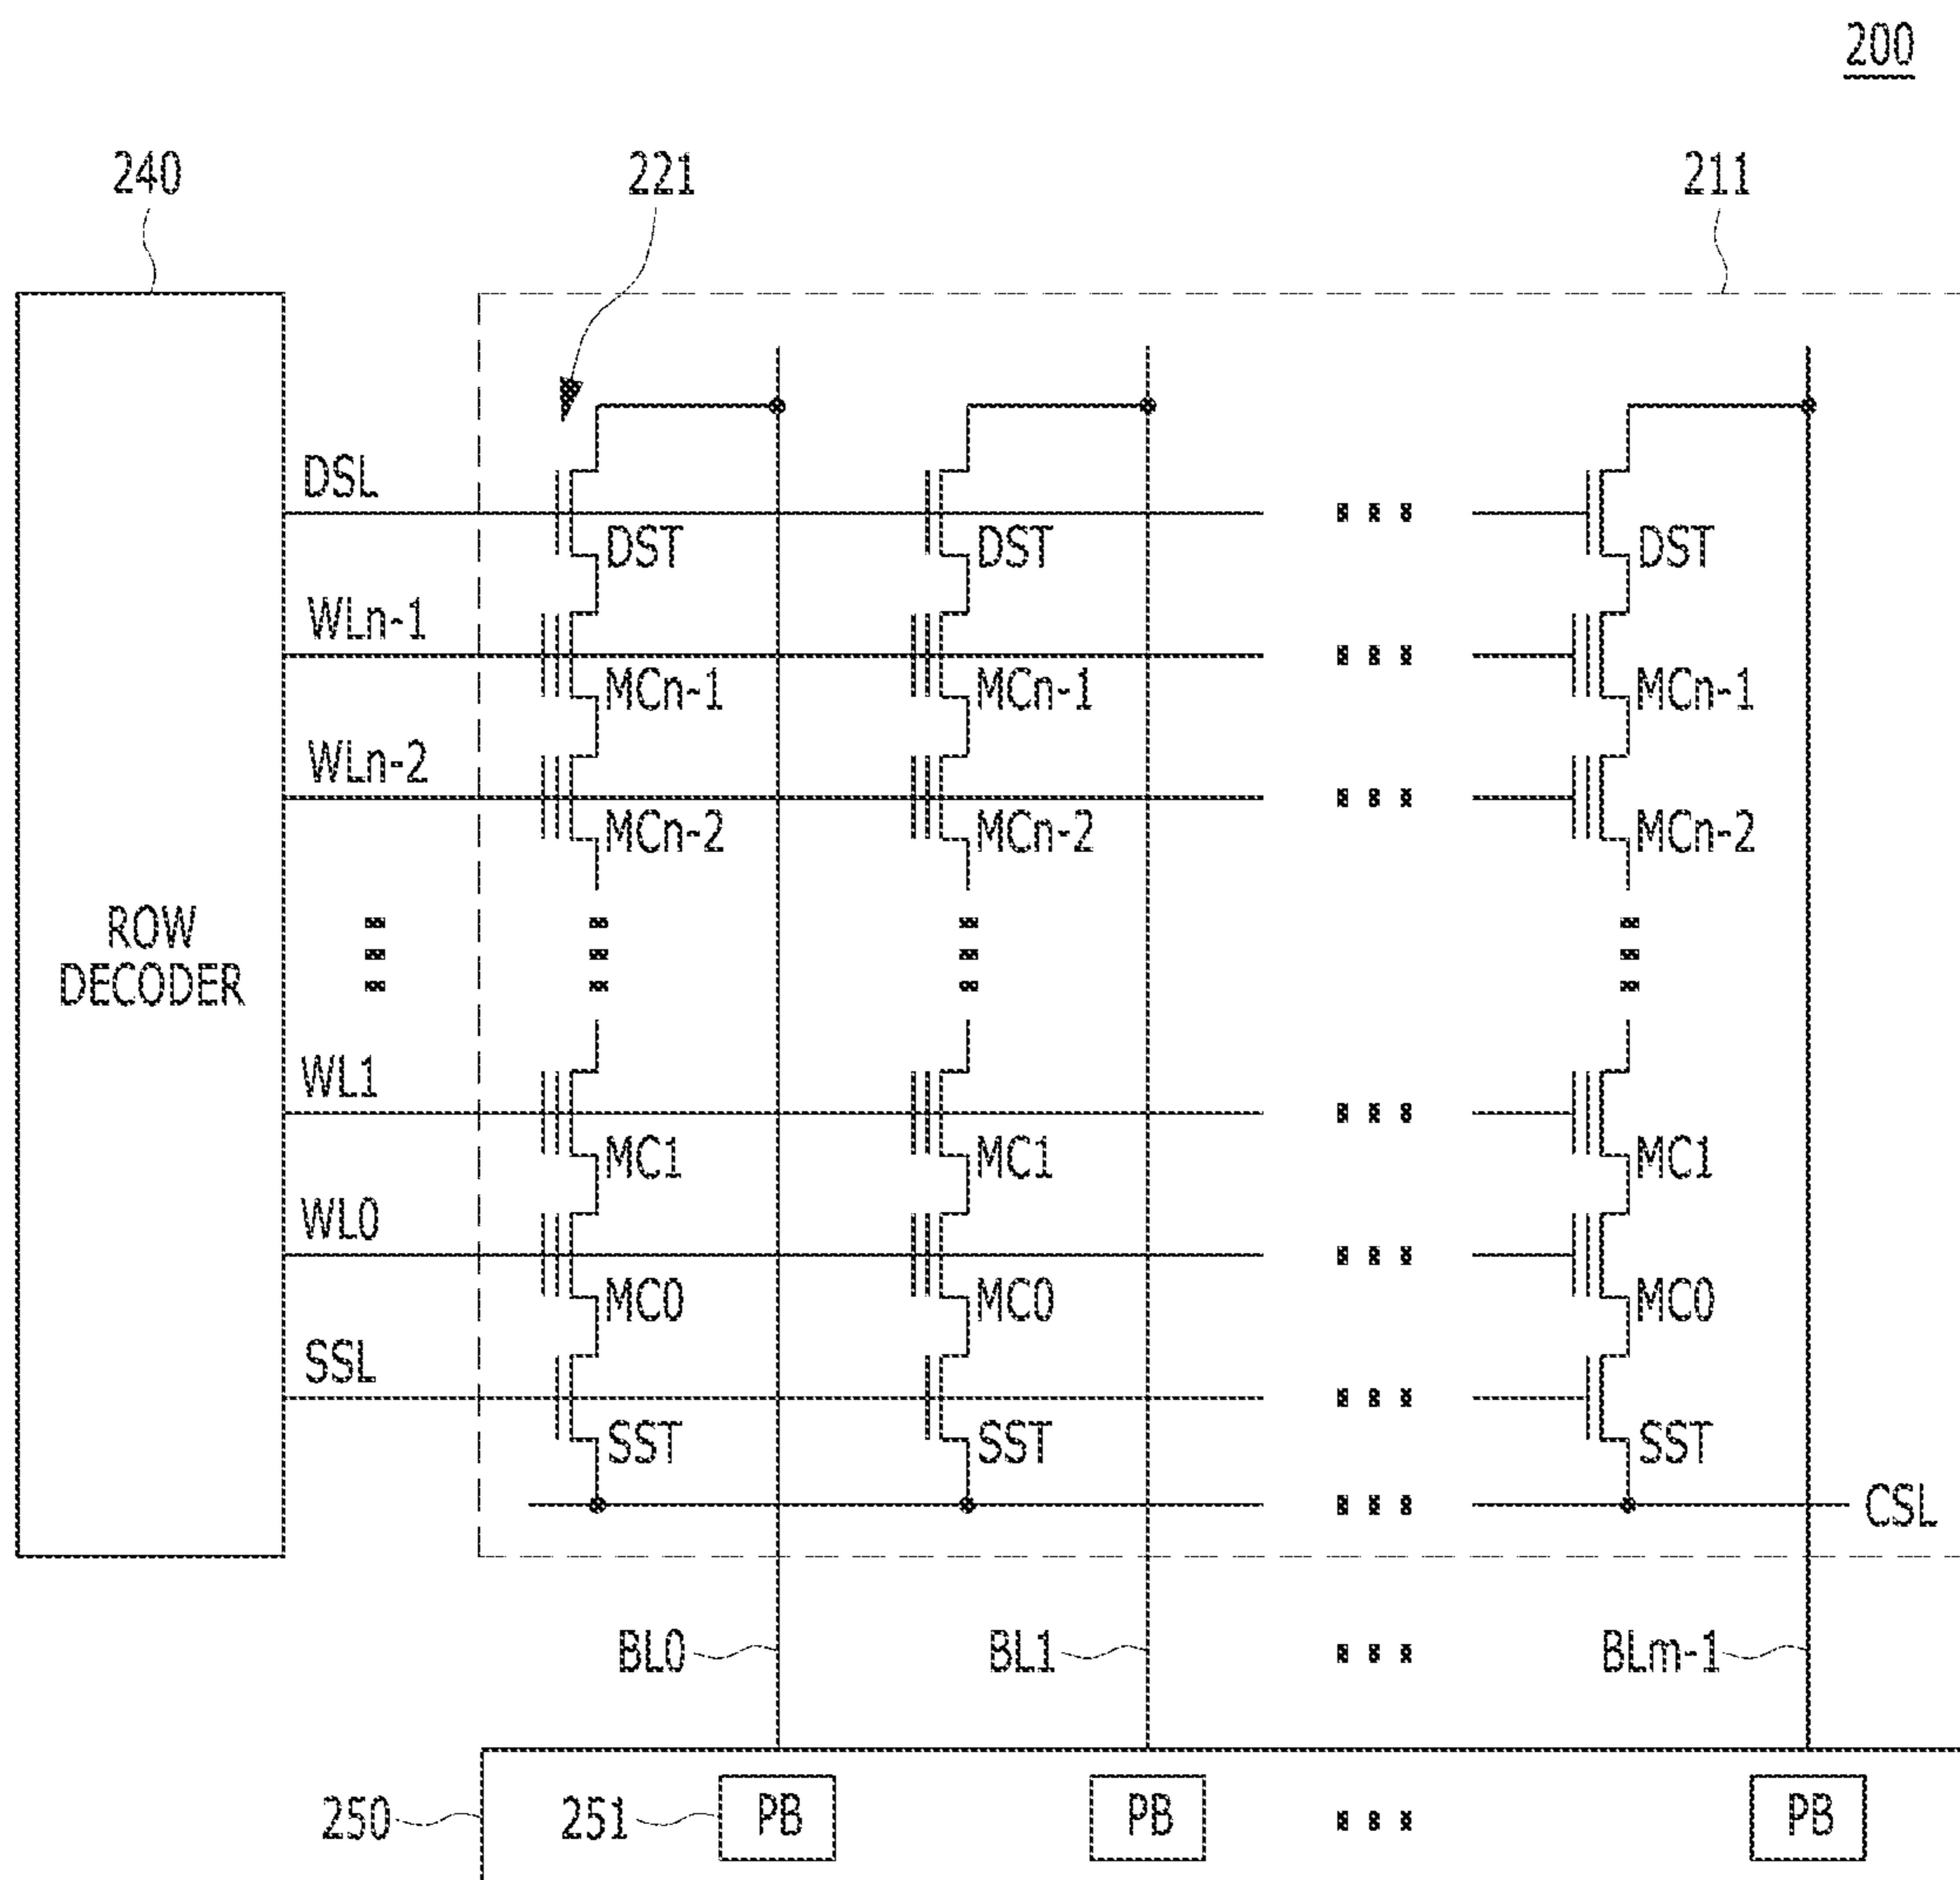 200
240
221
211
DSL
DST
DST
DST
WLn-1
MCn-1
MCn-1
MCn-1
WLn-2
MCn-2
MCn-2
MCn-2
ROW
DECODER
WL1
MC1
MC1
MC1
WL0
MC0
MC0
MC0
SSL
SST
SST
SST
CSL
BL0
BL1
BLm-1
250
251
PB
PB
PB